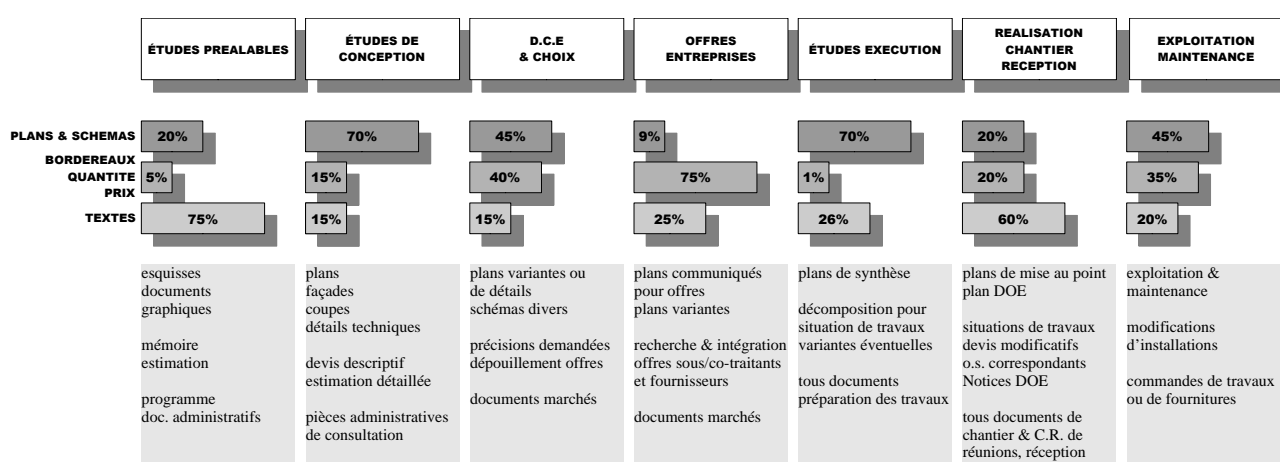 ÉTUDES PREALABLES
ÉTUDES DE
CONCEPTION
D.C.E
& CHOIX
OFFRES
ENTREPRISES
ÉTUDES EXECUTION
REALISATION
CHANTIER
RECEPTION
EXPLOITATION
MAINTENANCE
PLANS & SCHEMAS
20%
70%
45%
9%
70%
20%
45%
BORDEREAUX
QUANTITE
PRIX
5%
15%
40%
75%
1%
20%
35%
TEXTES
75%
15%
15%
25%
26%
60%
20%
esquisses
documents
graphiques
mémoire
estimation
programme
doc. administratifs
plans
façades
coupes
détails techniques
devis descriptif
estimation détaillée
pièces administratives
de consultation
plans variantes ou
de détails
schémas divers
précisions demandées
dépouillement offres
documents marchés
plans communiqués
pour offres
plans variantes
recherche & intégration
offres sous/co-traitants
et fournisseurs
documents marchés
plans de synthèse
décomposition pour
situation de travaux
variantes éventuelles
tous documents
préparation des travaux
plans de mise au point
plan DOE
situations de travaux
devis modificatifs
o.s. correspondants
Notices DOE
tous documents de
chantier & C.R. de
réunions, réception
exploitation &
maintenance
modifications
d’installations
commandes de travaux
ou de fournitures